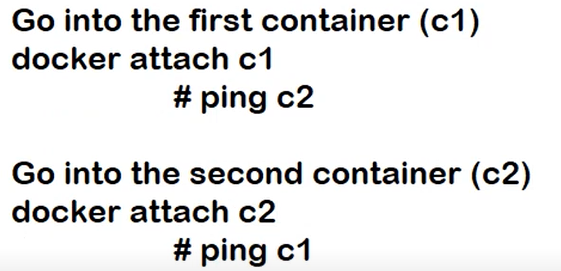 Go into the first container (c1)
docker attach c1
# ping c2
Go into the second container (c2)
docker attach c2
# ping c1